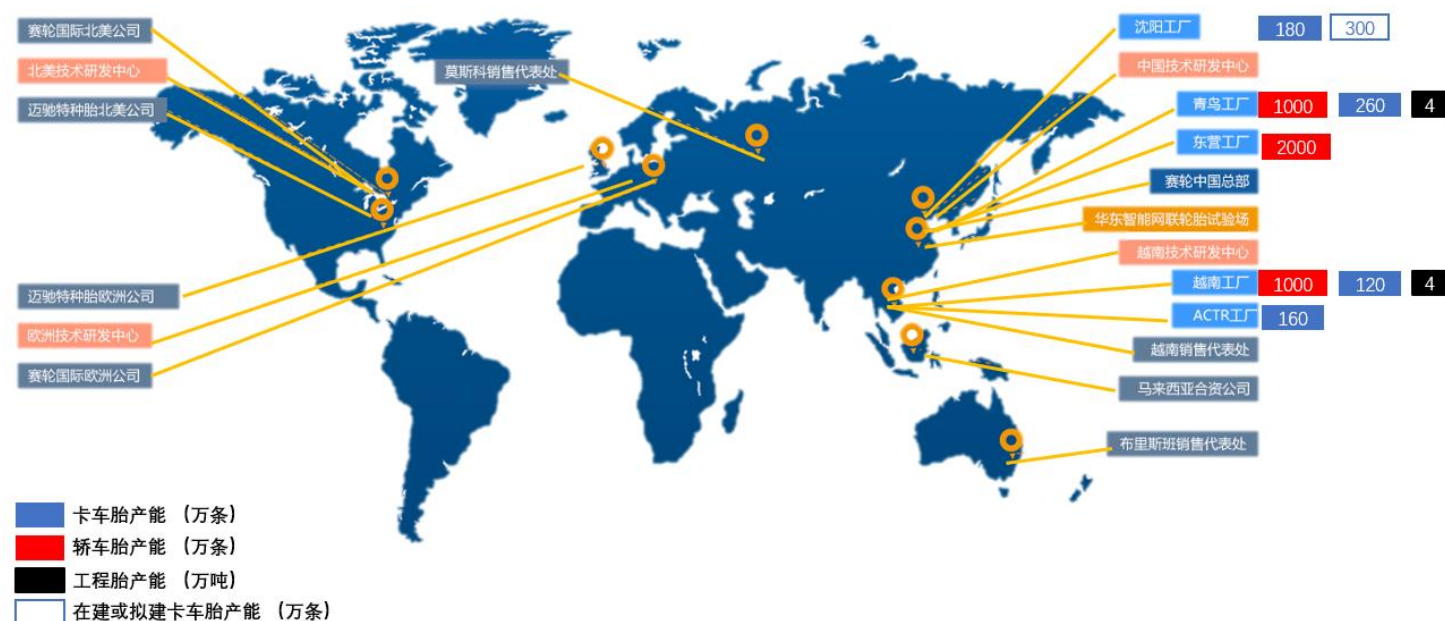 赛轮国际北美公司
北美技术研发中心
迈驰特种胎北美公司
莫斯科销售代表处
沈阳工厂 180 300
中国技术研发中心
青岛工厂 1000 260 4
东营工厂 2000
赛轮中国总部
华东智能网联轮胎试验场
越南技术研发中心
越南工厂 1000 120 4
ACTR工厂 160
越南销售代表处
马来西亚合资公司
布里斯班销售代表处
迈驰特种胎欧洲公司
欧洲技术研发中心
赛轮国际欧洲公司
卡车胎产能 （万条）
轿车胎产能 （万条）
工程胎产能 （万吨）
在建或拟建卡车胎产能 （万条）